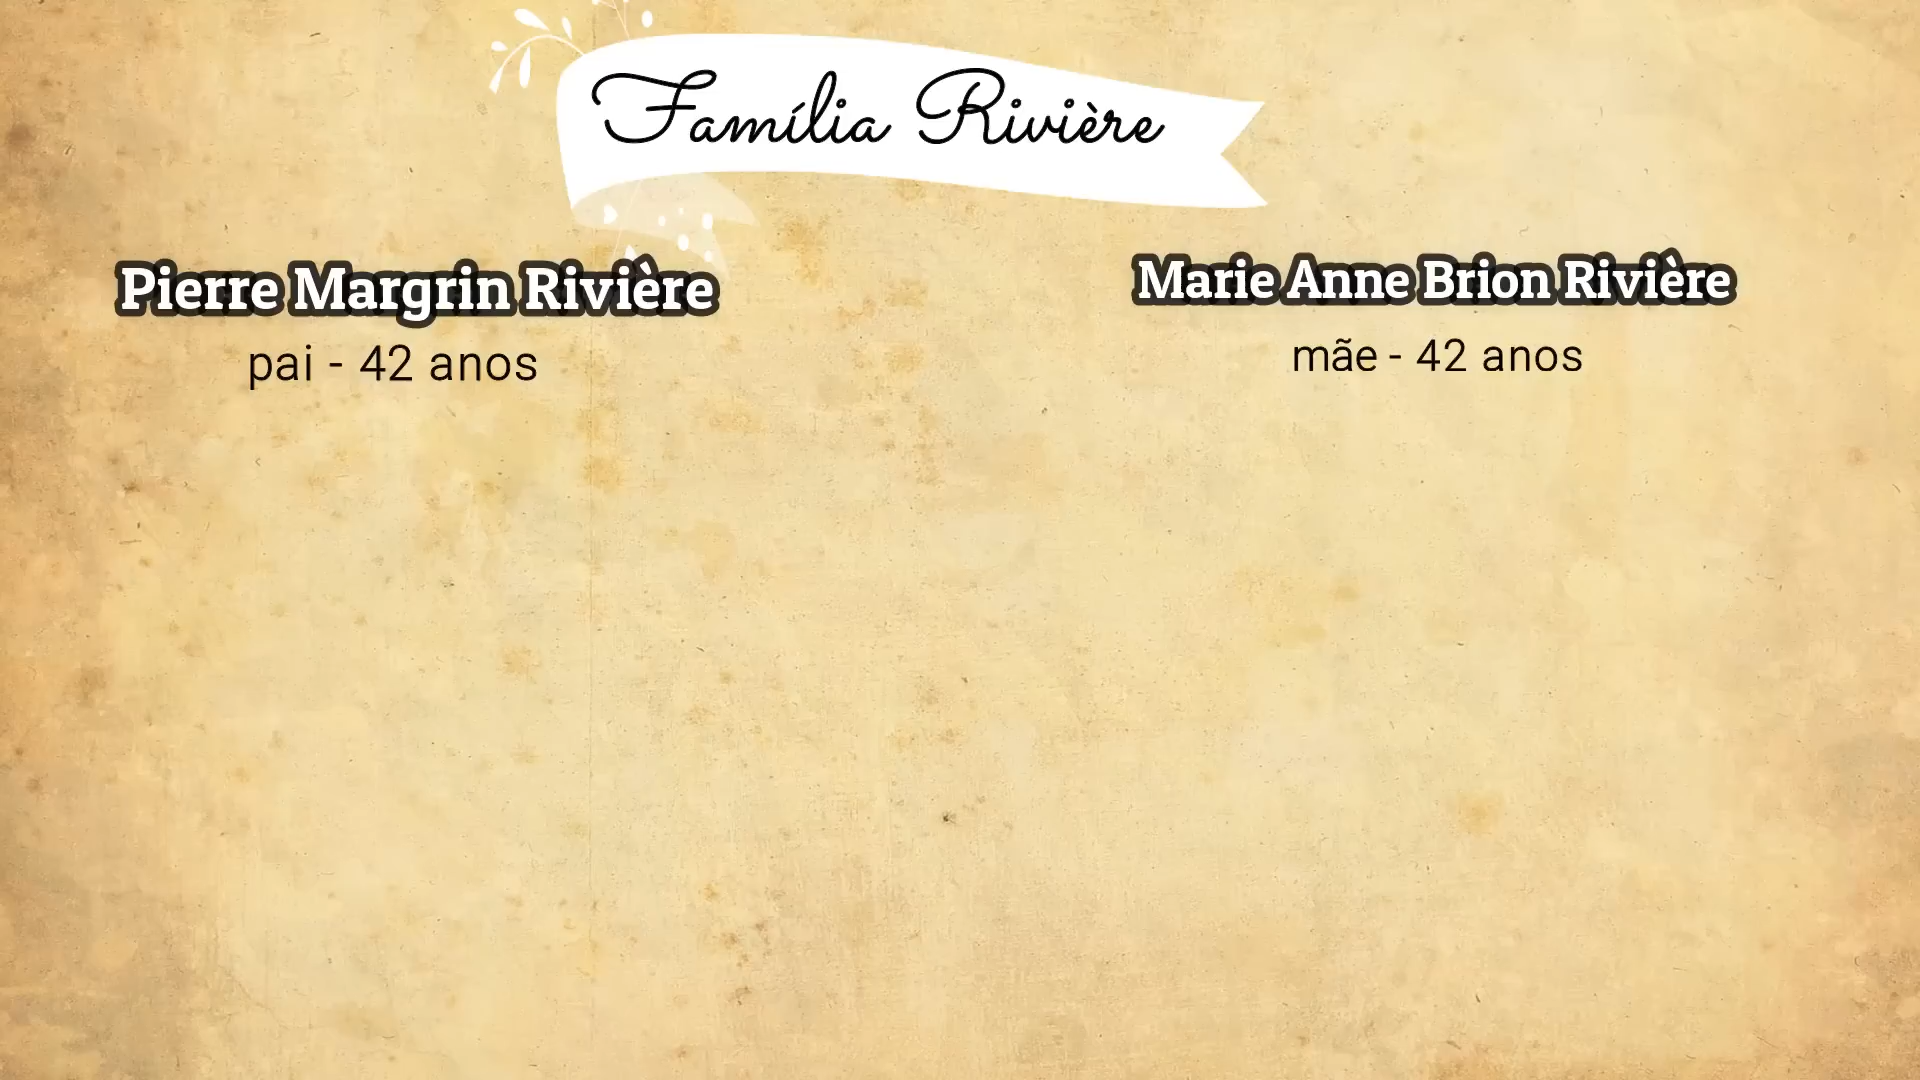 Família Rivière
Pierre Margrin Rivière
pai - 42 anos
Marie Anne Brion Rivière
mãe - 42 anos